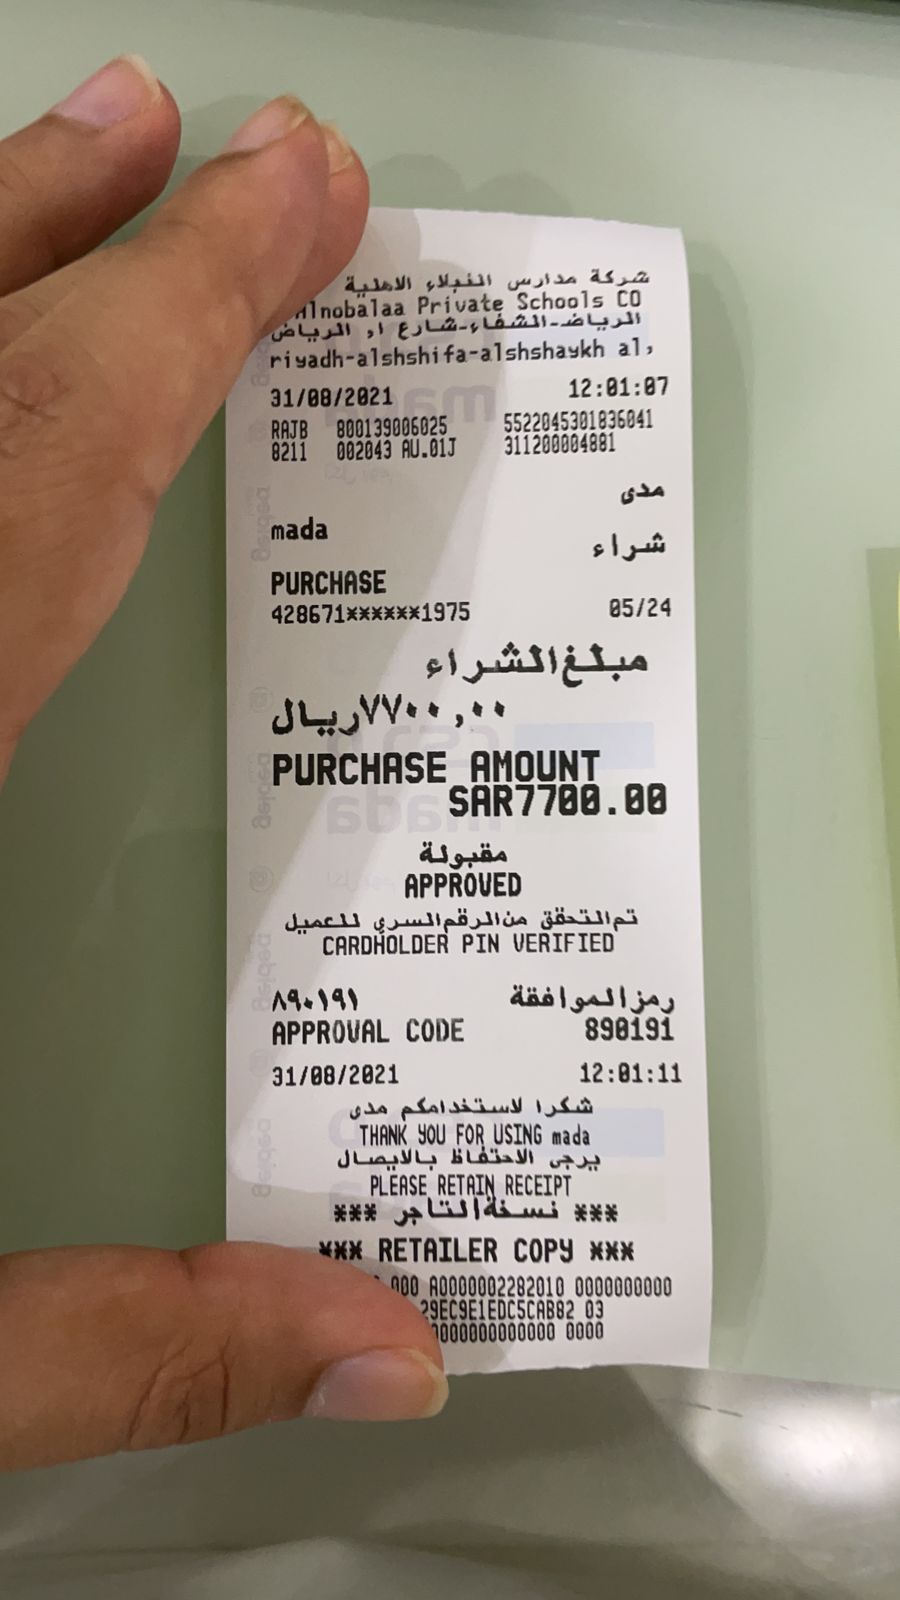 شركة مدارس النبلاء الاهلية
Alnobalaa Private Schools CO
الرياض-الشفاء-شارع ا, الرياض
riyadh-alshshifa-alshshaykh al,
31/08/2021 12:01:07
RAJB 800139006025 5522045301836041
8211 002043 AU.01J 311200004881
مدى
mada
شراء
PURCHASE
428671******1975 05/24
مبلغ الشراء
٧٧٠٠,٠٠ ريال
PURCHASE AMOUNT
SAR7700.00
مقبولة
APPROVED
تم التحقق من الرقم السري للعميل
CARDHOLDER PIN VERIFIED
رمز الموافقة ٨٩٠١٩١
APPROVAL CODE 890191
31/08/2021 12:01:11
شكرا لاستخدامكم مدى
THANK YOU FOR USING mada
يرجى الاحتفاظ بالايصال
PLEASE RETAIN RECEIPT
*** نسخة التاجر ***
*** RETAILER COPY ***
000 A0000002282010 0000000000
29EC9E1EDC5CAB82 03
0000000000000 0000